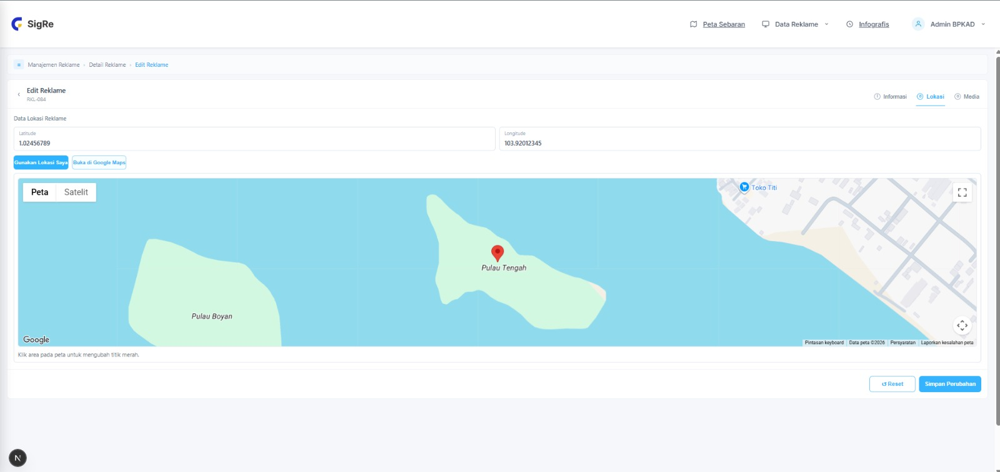 SigRe
Peta Sebaran
Data Reklame
Infografis
Admin BPKAD
Manajemen Reklame
Detail Reklame
Edit Reklame
Edit Reklame
RKL-084
Informasi
Lokasi
Media
Data Lokasi Reklame
Latitude
1.02456789
Longitude
103.92012345
Gunakan Lokasi Saya
Buka di Google Maps
Peta
Satelit
Toko Titi
Pulau Tengah
Pulau Boyan
Google
Pintasan keyboard
Data peta ©2026
Persyaratan
Laporkan kesalahan peta
Klik area pada peta untuk mengubah titik merah.
Reset
Simpan Perubahan
N